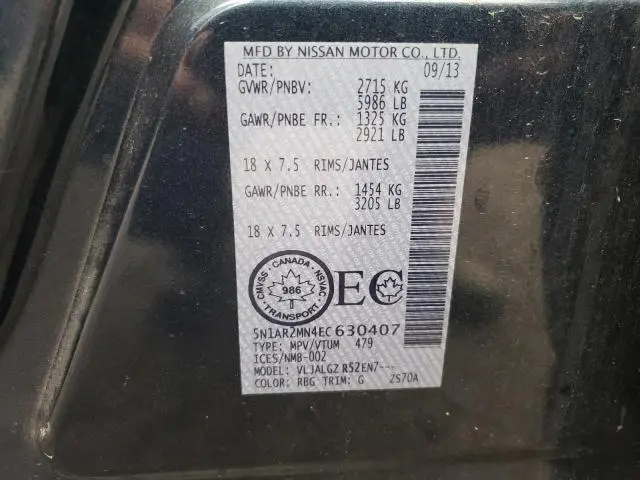 MFD BY NISSAN MOTOR CO., LTD.
DATE: 09/13
GVWR/PNBV: 2715 KG
5986 LB
GAWR/PNBE FR.: 1325 KG
2921 LB
18 X 7.5 RIMS/JANTES
GAWR/PNBE RR.: 1454 KG
3205 LB
18 X 7.5 RIMS/JANTES
CANADA
CMVSS · NSVAC
986
EC
5N1AR2MN4EC630407
TYPE: MPV/VTUM 479
ICES/NMB-002
MODEL: VLJALGZ R52EN7---
COLOR: RBG TRIM: G 2S70A